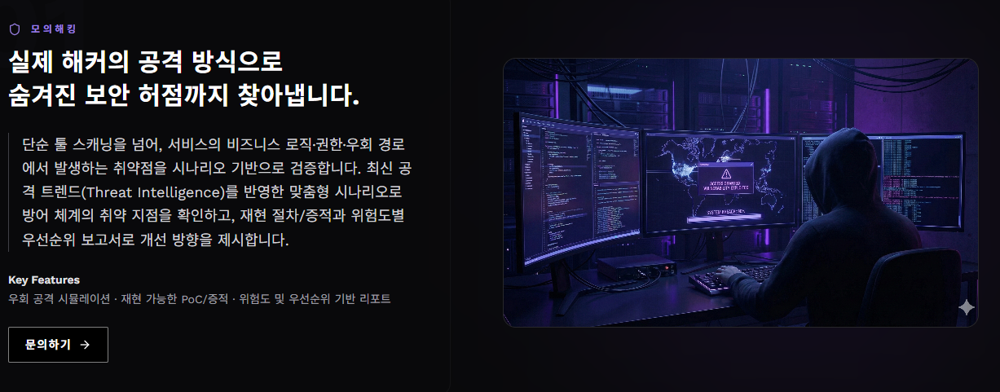 모의해킹
실제 해커의 공격 방식으로
숨겨진 보안 허점까지 찾아냅니다.
단순 툴 스캐닝을 넘어, 서비스의 비즈니스 로직·권한·우회 경로
에서 발생하는 취약점을 시나리오 기반으로 검증합니다. 최신 공
격 트렌드(Threat Intelligence)를 반영한 맞춤형 시나리오로
방어 체계의 취약 지점을 확인하고, 재현 절차/증적과 위험도별
우선순위 보고서로 개선 방향을 제시합니다.
Key Features
우회 공격 시뮬레이션 · 재현 가능한 PoC/증적 · 위험도 및 우선순위 기반 리포트
문의하기 →
ACCESS GRANTED
SYSTEM BREACH: 90%